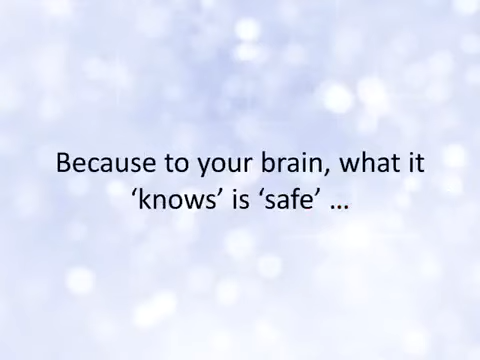 Because to your brain, what it
‘knows’ is ‘safe’ …